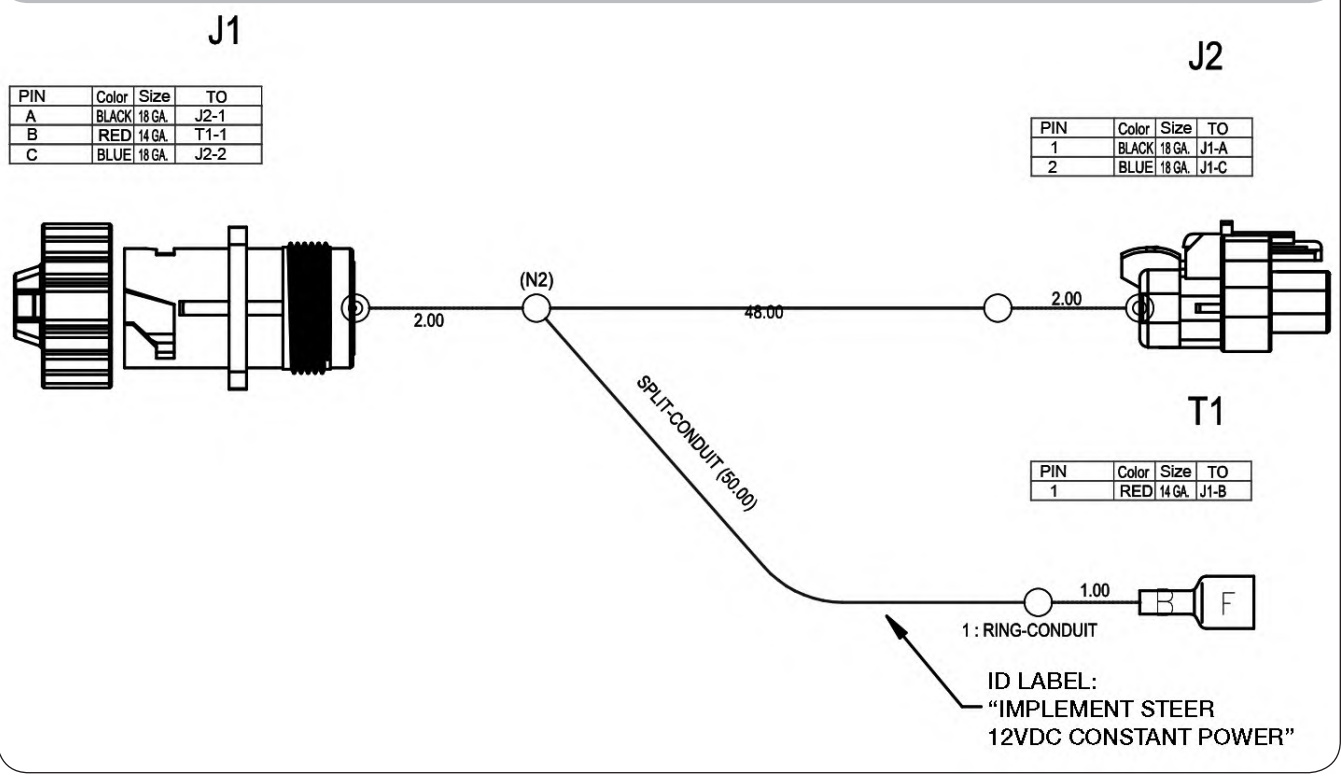 J1
PIN Color Size TO
A BLACK 18 GA. J2-1
B RED 14 GA. T1-1
C BLUE 18 GA. J2-2
J2
PIN Color Size TO
1 BLACK 18 GA. J1-A
2 BLUE 18 GA. J1-C
(N2)
2.00
48.00
2.00
SPLIT-CONDUIT (50.00)
T1
PIN Color Size TO
1 RED 14 GA. J1-B
1.00
B F
1 : RING-CONDUIT
ID LABEL:
“IMPLEMENT STEER
12VDC CONSTANT POWER”